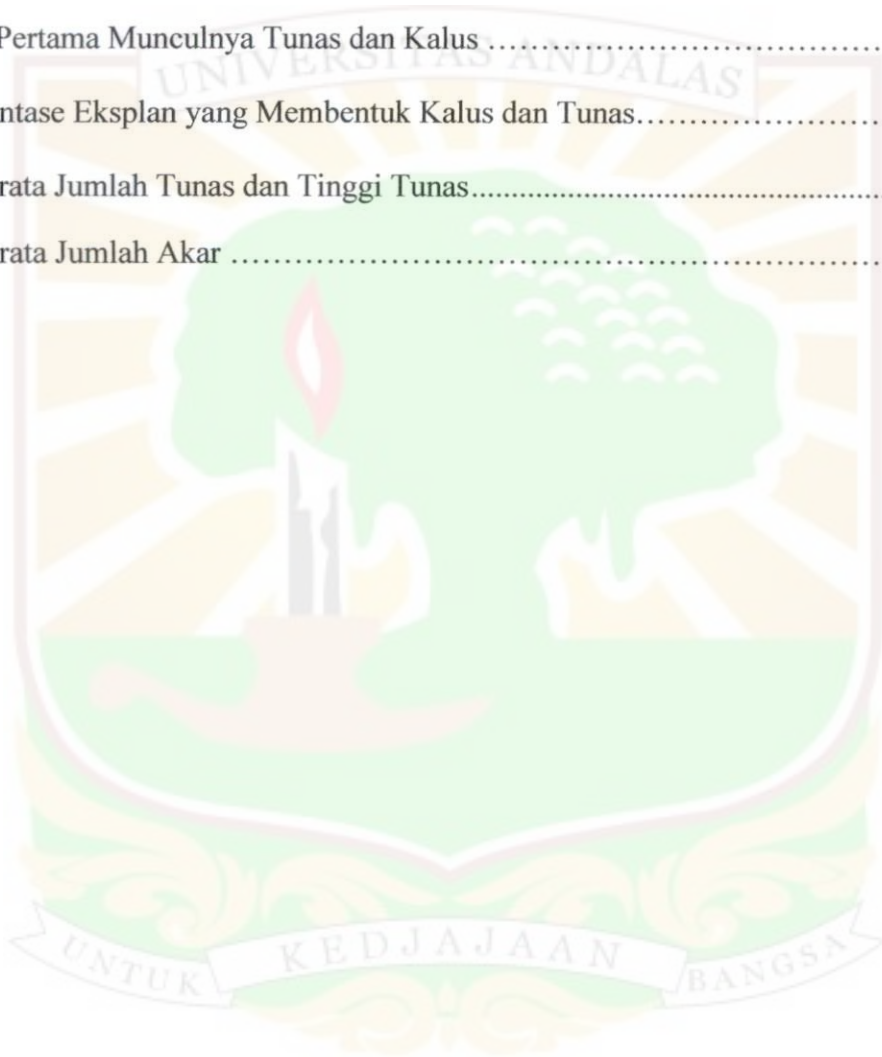 Pertama Munculnya Tunas dan Kalus ........................................
UNIVERSITAS ANDALAS
ntase Eksplan yang Membentuk Kalus dan Tunas........................
rata Jumlah Tunas dan Tinggi Tunas..................................................
rata Jumlah Akar ..................................................................
UNTUK KEDJAJAAN BANGSA